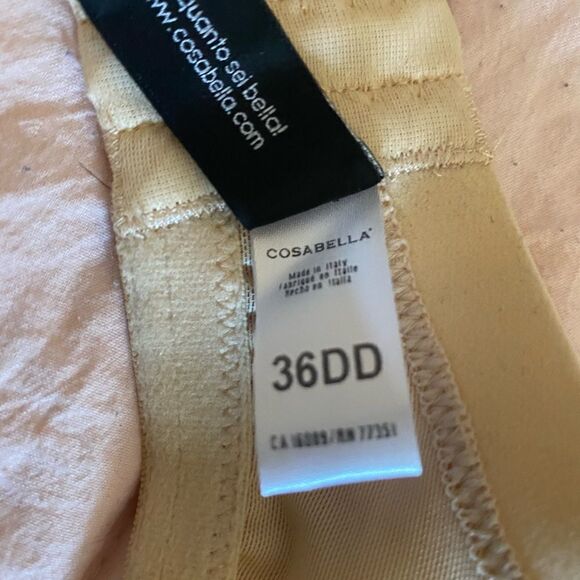 quanto sei bella!
www.cosabella.com
COSABELLA®
Made in Italy
Fabriqué en Italie
Hecho en Italia
36DD
CA 16089/RN 77351